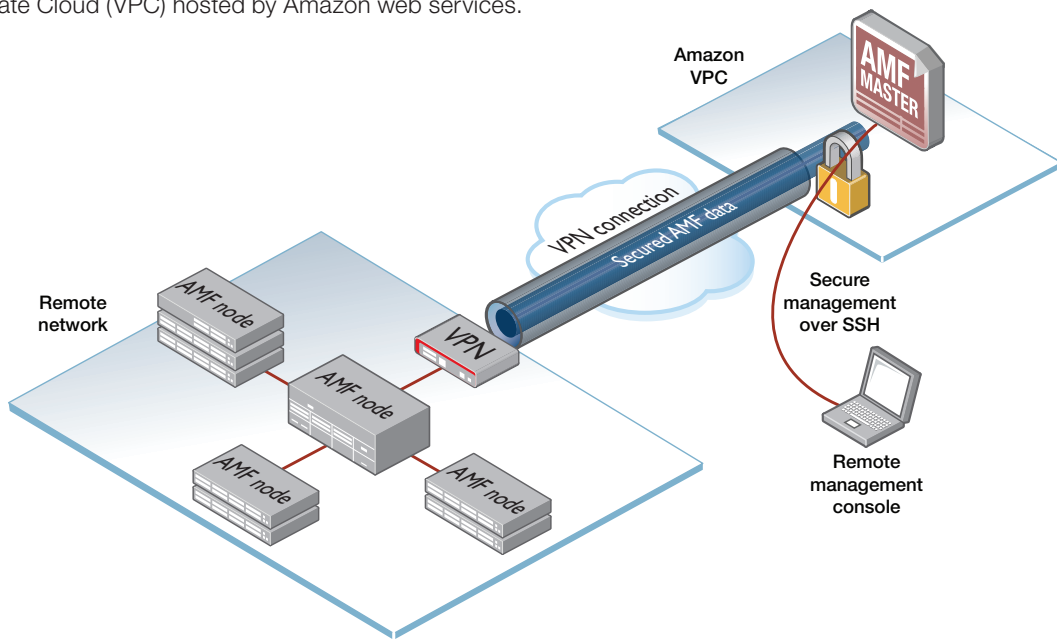 ate Cloud (VPC) hosted by Amazon web services.
Amazon
VPC
AMF
MASTER
VPN connection
Secured AMF data
Secure
management
over SSH
Remote
network
AMF node
VPN
AMF node
AMF node
AMF node
Remote
management
console